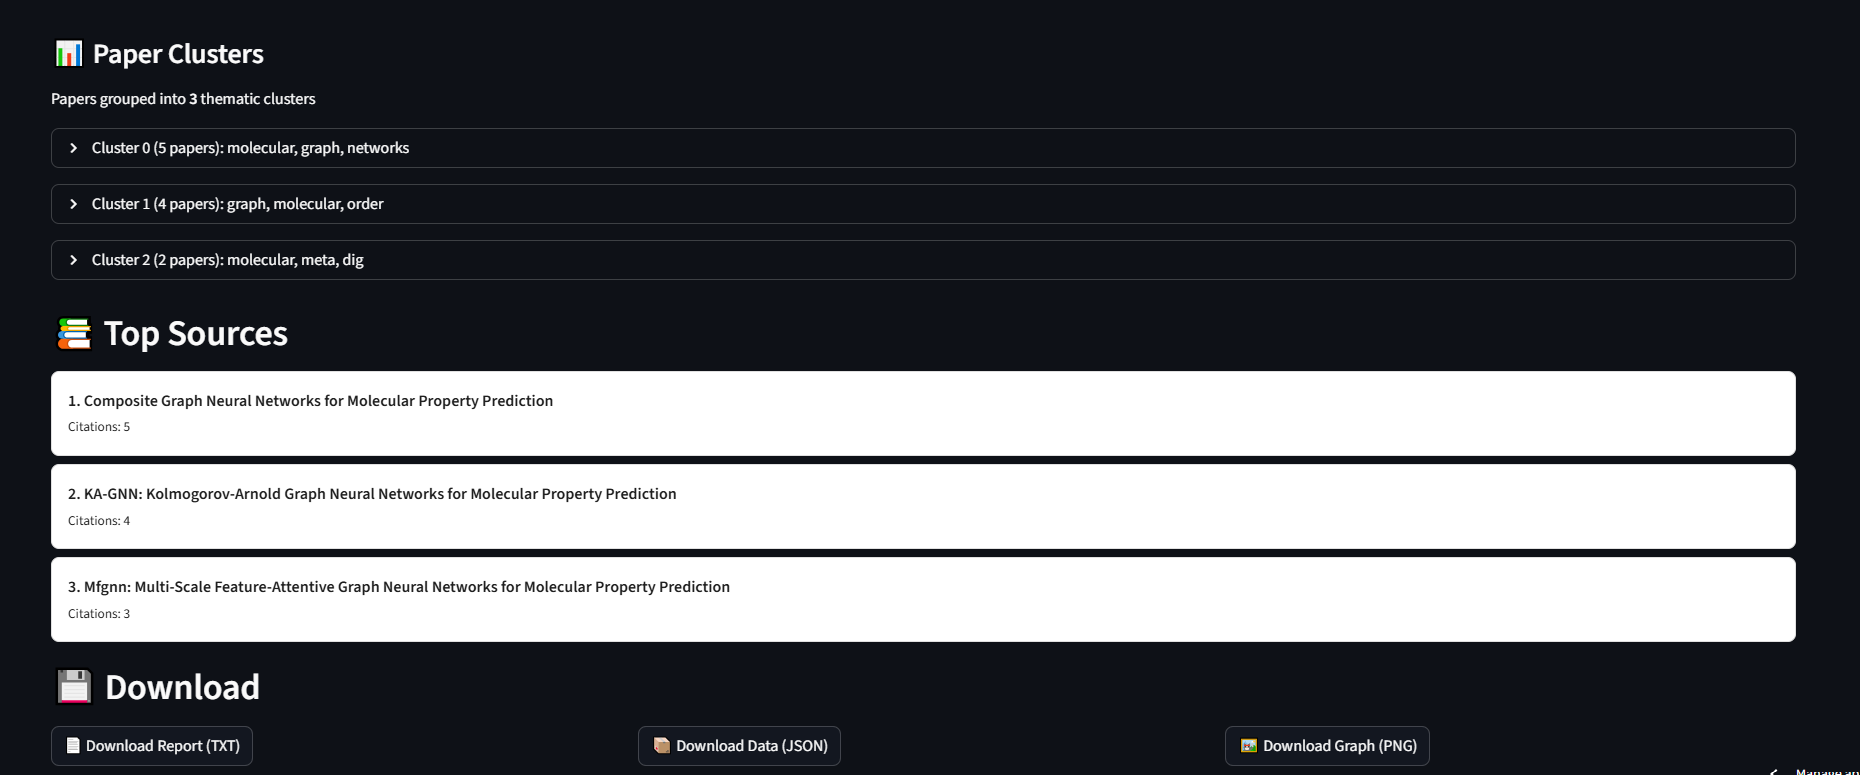 Paper Clusters
Papers grouped into 3 thematic clusters
Cluster 0 (5 papers): molecular, graph, networks
Cluster 1 (4 papers): graph, molecular, order
Cluster 2 (2 papers): molecular, meta, dig
Top Sources
1. Composite Graph Neural Networks for Molecular Property Prediction
Citations: 5
2. KA-GNN: Kolmogorov-Arnold Graph Neural Networks for Molecular Property Prediction
Citations: 4
3. Mfgnn: Multi-Scale Feature-Attentive Graph Neural Networks for Molecular Property Prediction
Citations: 3
Download
Download Report (TXT)
Download Data (JSON)
Download Graph (PNG)